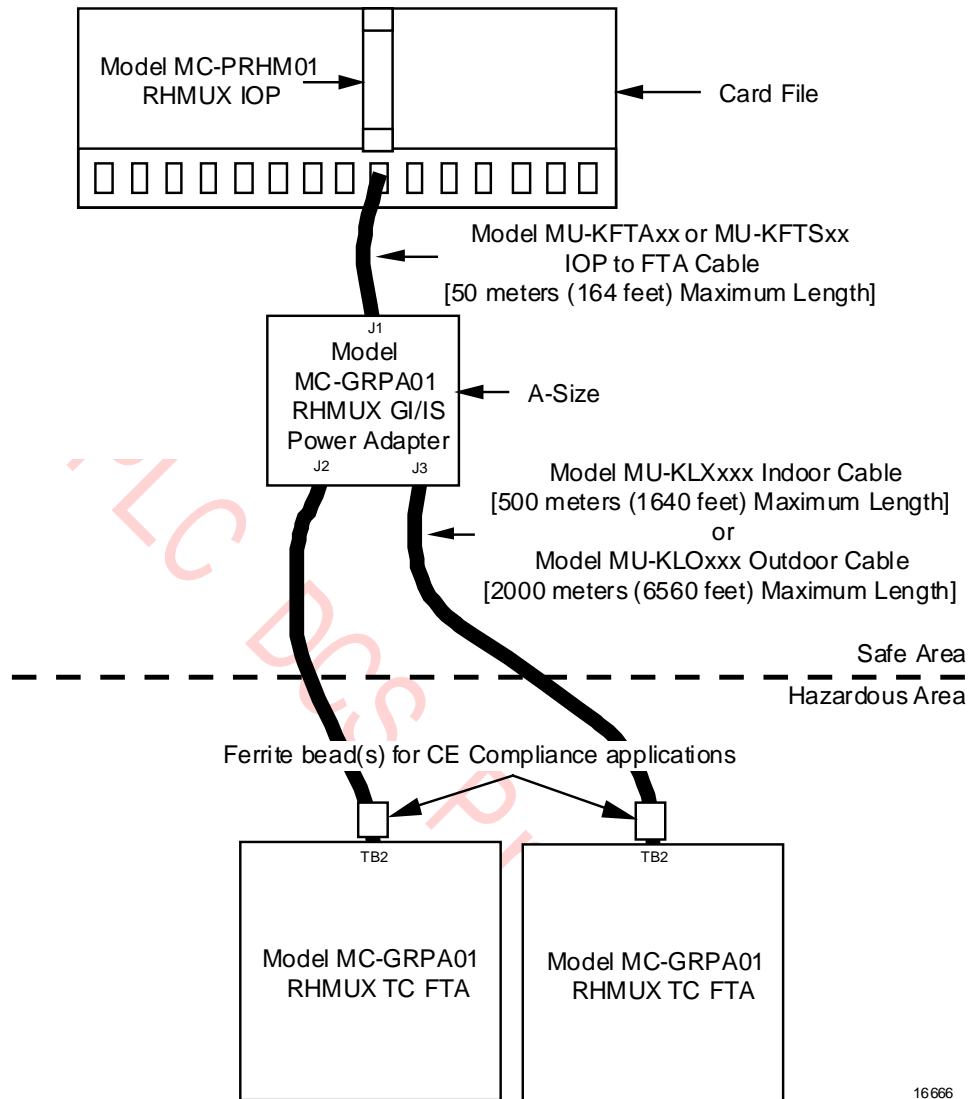 Model MC-PRHM01
RHMUX IOP
Card File
Model MU-KFTAxx or MU-KFTSxx
IOP to FTA Cable
[50 meters (164 feet) Maximum Length]
J1
Model
MC-GRPA01
RHMUX GI/IS
Power Adapter
A-Size
J2
J3
Model MU-KLXxxx Indoor Cable
[500 meters (1640 feet) Maximum Length]
or
Model MU-KLOxxx Outdoor Cable
[2000 meters (6560 feet) Maximum Length]
Safe Area
Hazardous Area
Ferrite bead(s) for CE Compliance applications
TB2
TB2
Model MC-GRPA01
RHMUX TC FTA
Model MC-GRPA01
RHMUX TC FTA
16666